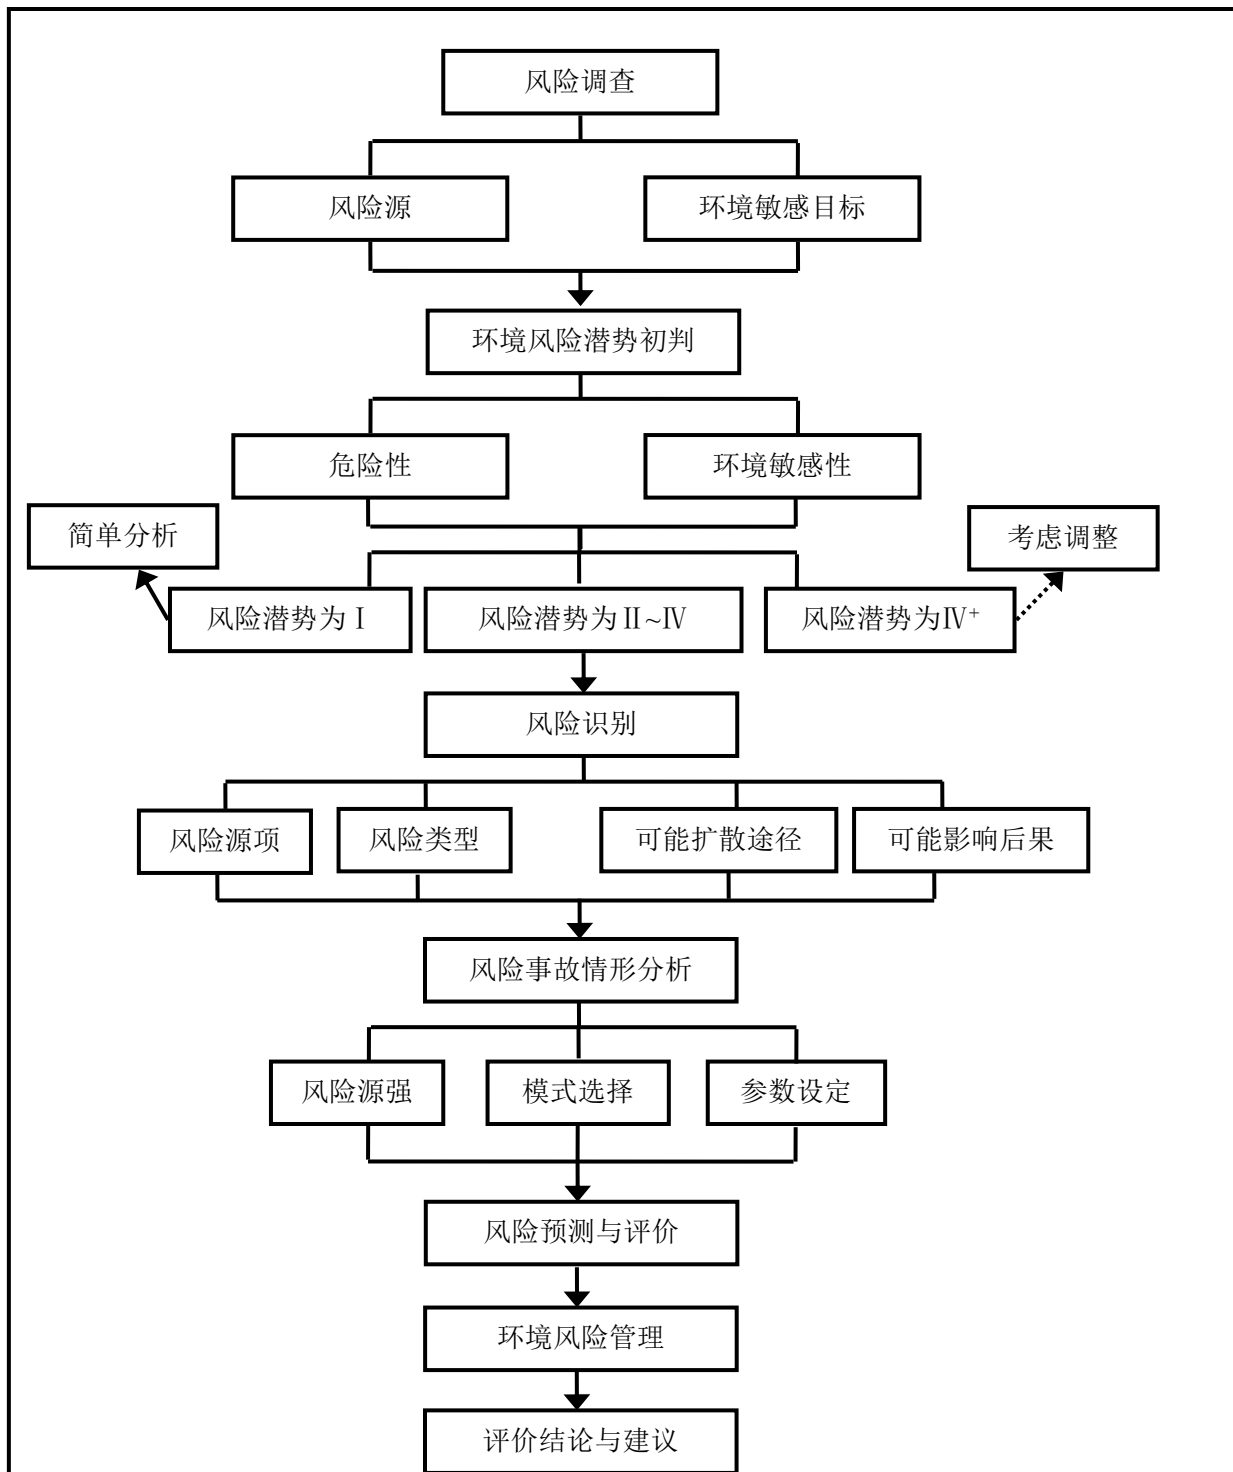 风险调查
风险源
环境敏感目标
环境风险潜势初判
危险性
环境敏感性
简单分析
考虑调整
风险潜势为Ⅰ
风险潜势为Ⅱ~Ⅳ
风险潜势为Ⅳ⁺
风险识别
风险源项
风险类型
可能扩散途径
可能影响后果
风险事故情形分析
风险源强
模式选择
参数设定
风险预测与评价
环境风险管理
评价结论与建议